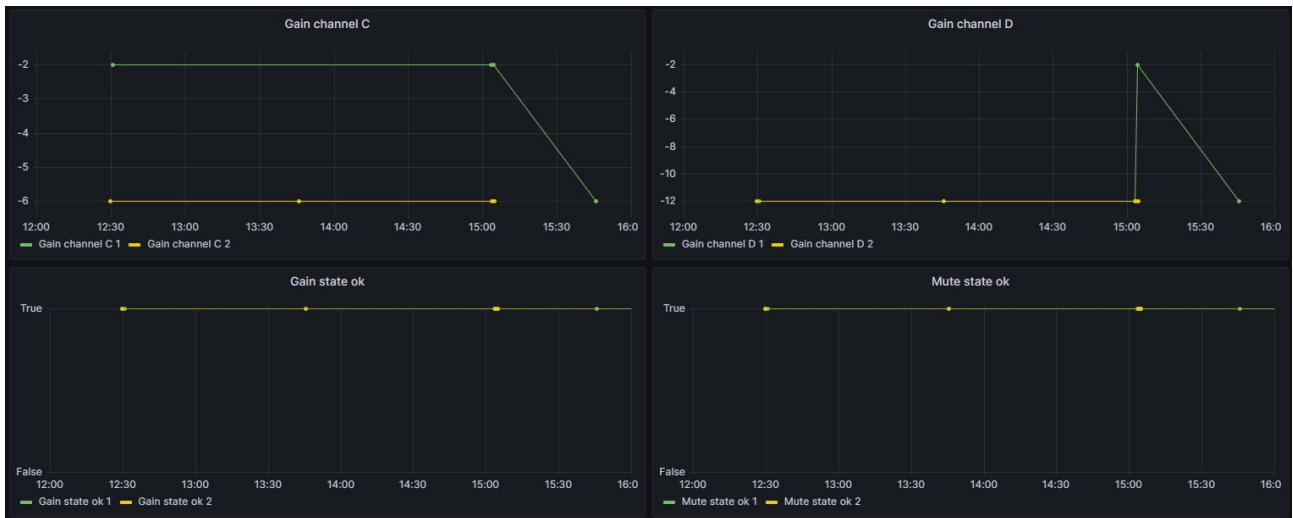 Gain channel C
-2
-3
-4
-5
-6
12:00 12:30 13:00 13:30 14:00 14:30 15:00 15:30 16:0
Gain channel C 1 Gain channel C 2
Gain channel D
-2
-4
-6
-8
-10
-12
12:00 12:30 13:00 13:30 14:00 14:30 15:00 15:30 16:0
Gain channel D 1 Gain channel D 2
Gain state ok
True
False
12:00 12:30 13:00 13:30 14:00 14:30 15:00 15:30 16:0
Gain state ok 1 Gain state ok 2
Mute state ok
True
False
12:00 12:30 13:00 13:30 14:00 14:30 15:00 15:30 16:0
Mute state ok 1 Mute state ok 2